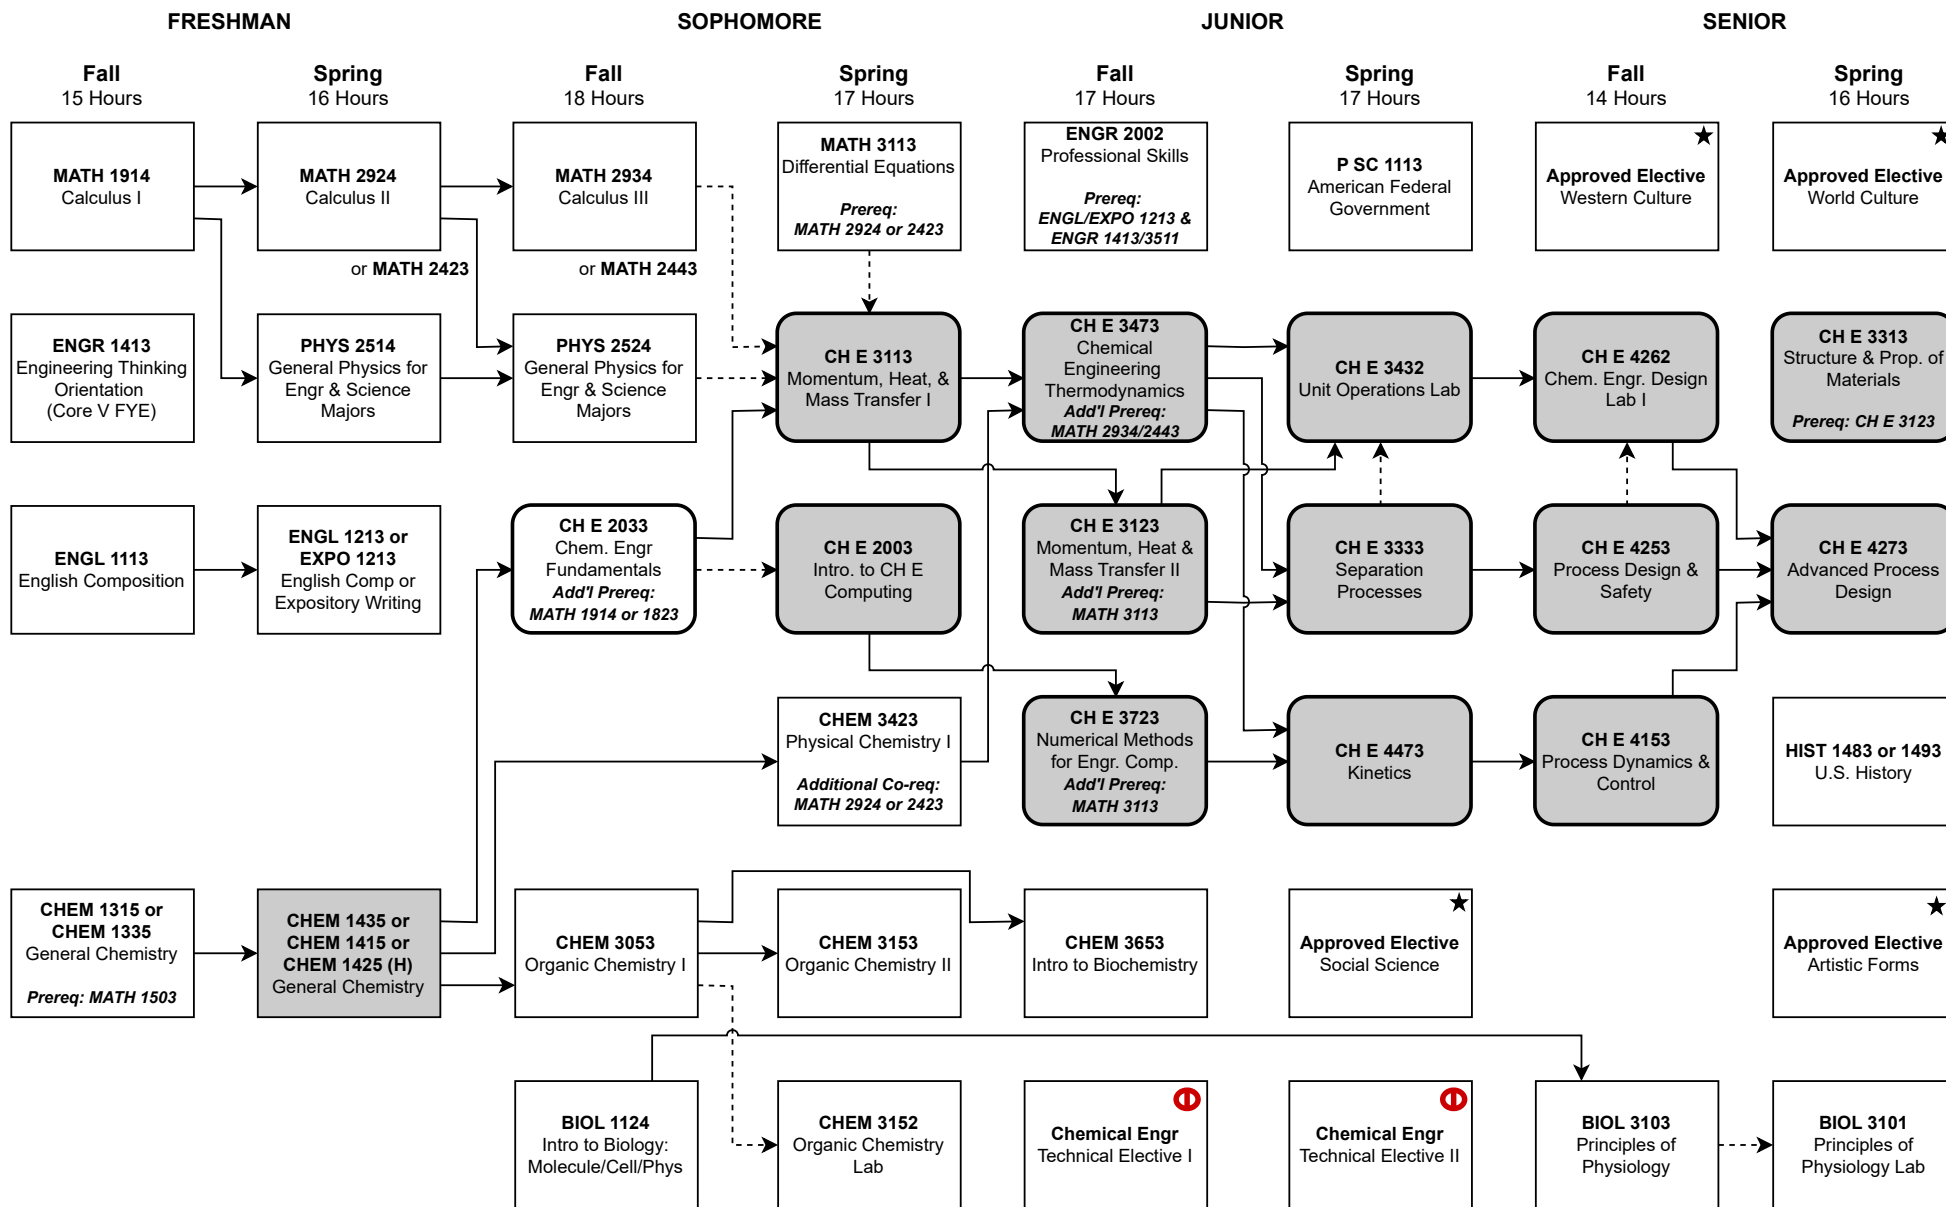 FRESHMAN
SOPHOMORE
JUNIOR
SENIOR
Fall
15 Hours
Spring
16 Hours
Fall
18 Hours
Spring
17 Hours
Fall
17 Hours
Spring
17 Hours
Fall
14 Hours
Spring
16 Hours
MATH 1914
Calculus I
MATH 2924
Calculus II
or MATH 2423
MATH 2934
Calculus III
or MATH 2443
MATH 3113
Differential Equations
Prereq:
MATH 2924 or 2423
ENGR 2002
Professional Skills
Prereq:
ENGL/EXPO 1213 &
ENGR 1413/3511
P SC 1113
American Federal
Government
Approved Elective
Western Culture
Approved Elective
World Culture
ENGR 1413
Engineering Thinking
Orientation
(Core V FYE)
PHYS 2514
General Physics for
Engr & Science
Majors
PHYS 2524
General Physics for
Engr & Science
Majors
CH E 3113
Momentum, Heat, &
Mass Transfer I
CH E 3473
Chemical
Engineering
Thermodynamics
Add'l Prereq:
MATH 2934/2443
CH E 3432
Unit Operations Lab
CH E 4262
Chem. Engr. Design
Lab I
CH E 3313
Structure & Prop. of
Materials
Prereq: CH E 3123
ENGL 1113
English Composition
ENGL 1213 or
EXPO 1213
English Comp or
Expository Writing
CH E 2033
Chem. Engr
Fundamentals
Add'l Prereq:
MATH 1914 or 1823
CH E 2003
Intro. to CH E
Computing
CH E 3123
Momentum, Heat &
Mass Transfer II
Add'l Prereq:
MATH 3113
CH E 3333
Separation
Processes
CH E 4253
Process Design &
Safety
CH E 4273
Advanced Process
Design
CHEM 3423
Physical Chemistry I
Additional Co-req:
MATH 2924 or 2423
CH E 3723
Numerical Methods
for Engr. Comp.
Add'l Prereq:
MATH 3113
CH E 4473
Kinetics
CH E 4153
Process Dynamics &
Control
HIST 1483 or 1493
U.S. History
CHEM 1315 or
CHEM 1335
General Chemistry
Prereq: MATH 1503
CHEM 1435 or
CHEM 1415 or
CHEM 1425 (H)
General Chemistry
CHEM 3053
Organic Chemistry I
CHEM 3153
Organic Chemistry II
CHEM 3653
Intro to Biochemistry
Approved Elective
Social Science
Approved Elective
Artistic Forms
BIOL 1124
Intro to Biology:
Molecule/Cell/Phys
CHEM 3152
Organic Chemistry
Lab
Chemical Engr
Technical Elective I
Chemical Engr
Technical Elective II
BIOL 3103
Principles of
Physiology
BIOL 3101
Principles of
Physiology Lab